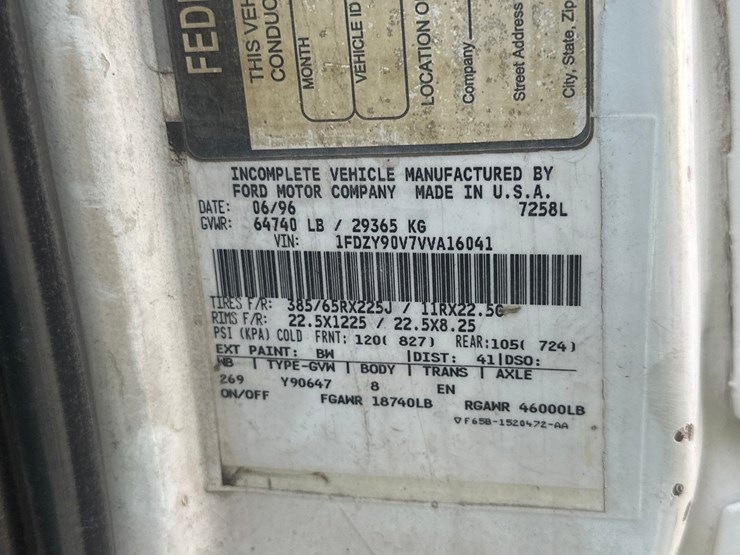 FED
THIS VEH
CONDUC
MONTH
VEHICLE ID
LOCATION O
Company
Street Address
City, State, Zip
INCOMPLETE VEHICLE MANUFACTURED BY
FORD MOTOR COMPANY MADE IN U.S.A.
DATE: 06/96 7258L
GVWR: 64740 LB / 29365 KG
VIN: 1FDZY90V7VVA16041
TIRES F/R: 385/65RX225J / 11RX22.5G
RIMS F/R: 22.5X1225 / 22.5X8.25
PSI (KPA) COLD FRNT: 120( 827) REAR:105( 724)
EXT PAINT: BW |DIST: 41|DSO:
WB | TYPE-GVW | BODY | TRANS | AXLE
269 Y90647 8 EN
ON/OFF FGAWR 18740LB RGAWR 46000LB
▽F65B-1520472-AA